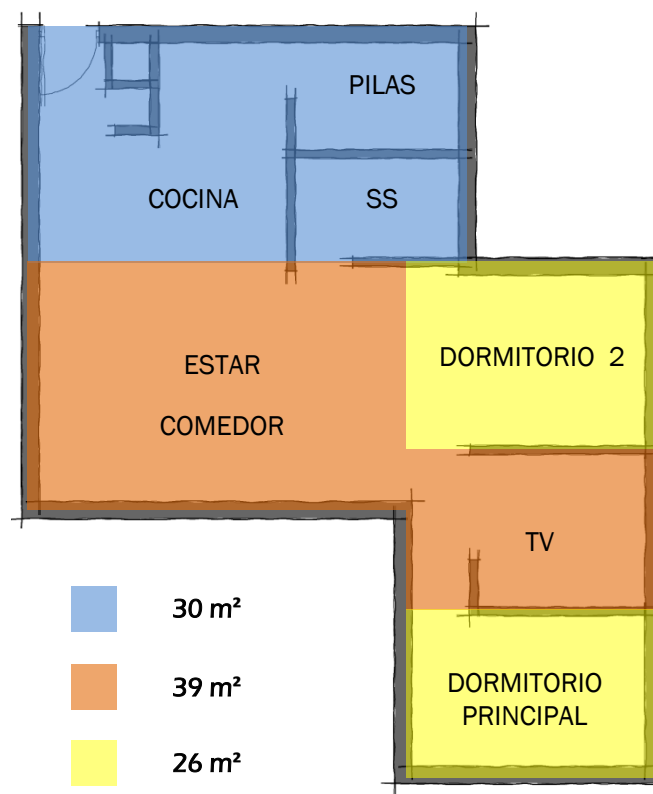 PILAS
COCINA
SS
ESTAR
COMEDOR
DORMITORIO 2
TV
DORMITORIO
PRINCIPAL
30 m²
39 m²
26 m²